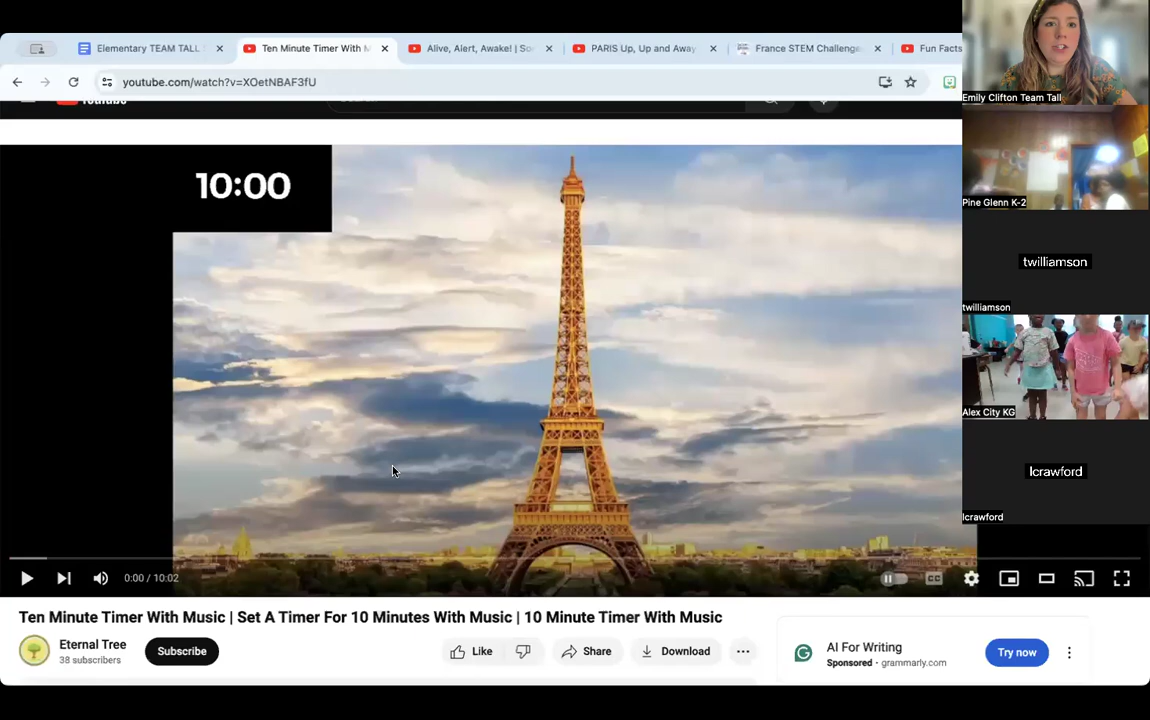 Elementary TEAM TALL
Ten Minute Timer With M
Alive, Alert, Awake! | So
PARIS Up, Up and Away
France STEM Challenge
Fun Facts
youtube.com/watch?v=XOetNBAF3fU
YouTube
10:00
0:00 / 10:02
CC
Ten Minute Timer With Music | Set A Timer For 10 Minutes With Music | 10 Minute Timer With Music
Eternal Tree
38 subscribers
Subscribe
Like
Share
Download
AI For Writing
Sponsored · grammarly.com
Try now
Emily Clifton Team Tall
Pine Glenn K-2
twilliamson
twilliamson
Alex City KG
lcrawford
lcrawford